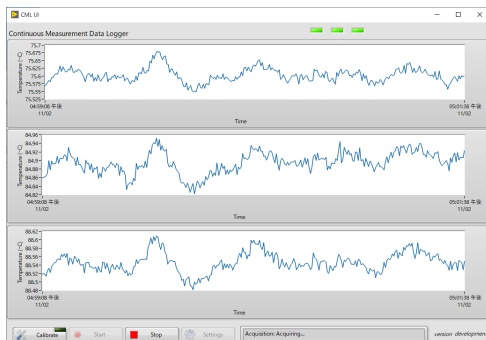 CML UI
Continuous Measurement Data Logger
Temperature (°C)
75.7
75.675
75.65
75.625
75.6
75.575
75.55
75.525
04:59:08 午後
11/02
05:01:38 午後
11/02
Time
Temperature (°C)
84.96
84.94
84.92
84.9
84.88
84.86
84.84
84.82
04:59:08 午後
11/02
05:01:38 午後
11/02
Time
Temperature (°C)
88.62
88.6
88.58
88.56
88.54
88.52
88.5
88.48
04:59:08 午後
11/02
05:01:38 午後
11/02
Time
Calibrate
Start
Stop
Settings
Acquisition: Acquiring...
version development